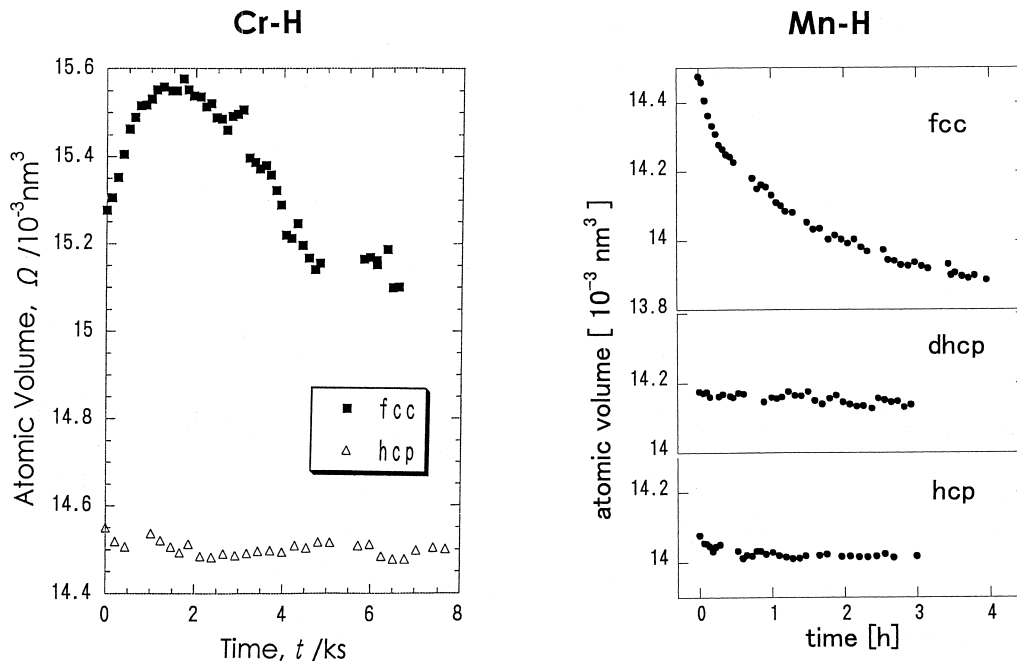 Cr-H
Mn-H
Atomic Volume, Ω /10⁻³nm³
15.6
15.4
15.2
15
14.8
14.6
14.4
0
2
4
6
8
Time, t /ks
fcc
hcp
atomic volume [ 10⁻³ nm³ ]
14.4
14.2
14
13.8
fcc
14.2
14
dhcp
14.2
14
hcp
0
1
2
3
4
time [h]